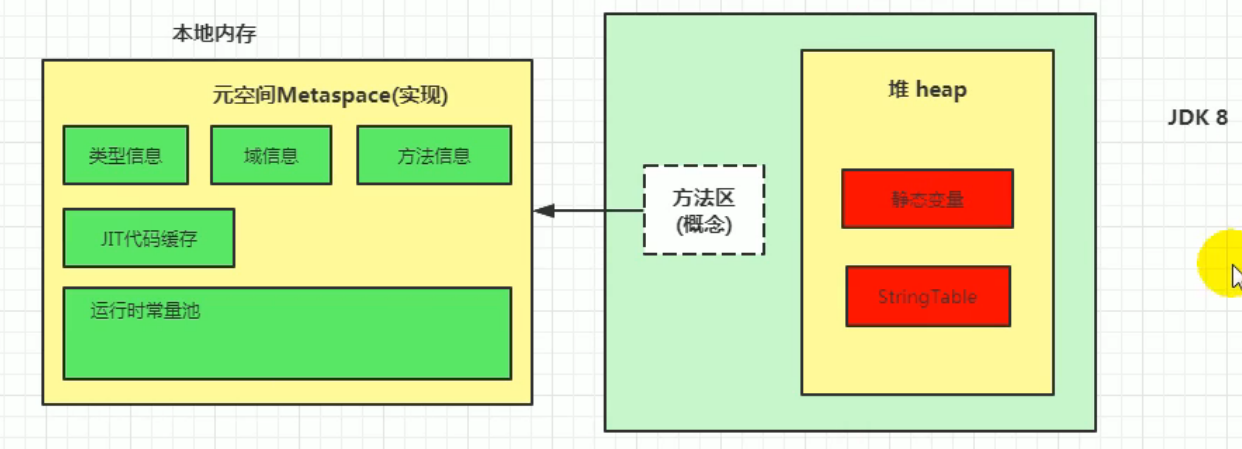 本地内存
元空间Metaspace(实现)
类型信息
域信息
方法信息
JIT代码缓存
运行时常量池
方法区
(概念)
堆 heap
静态变量
StringTable
JDK 8